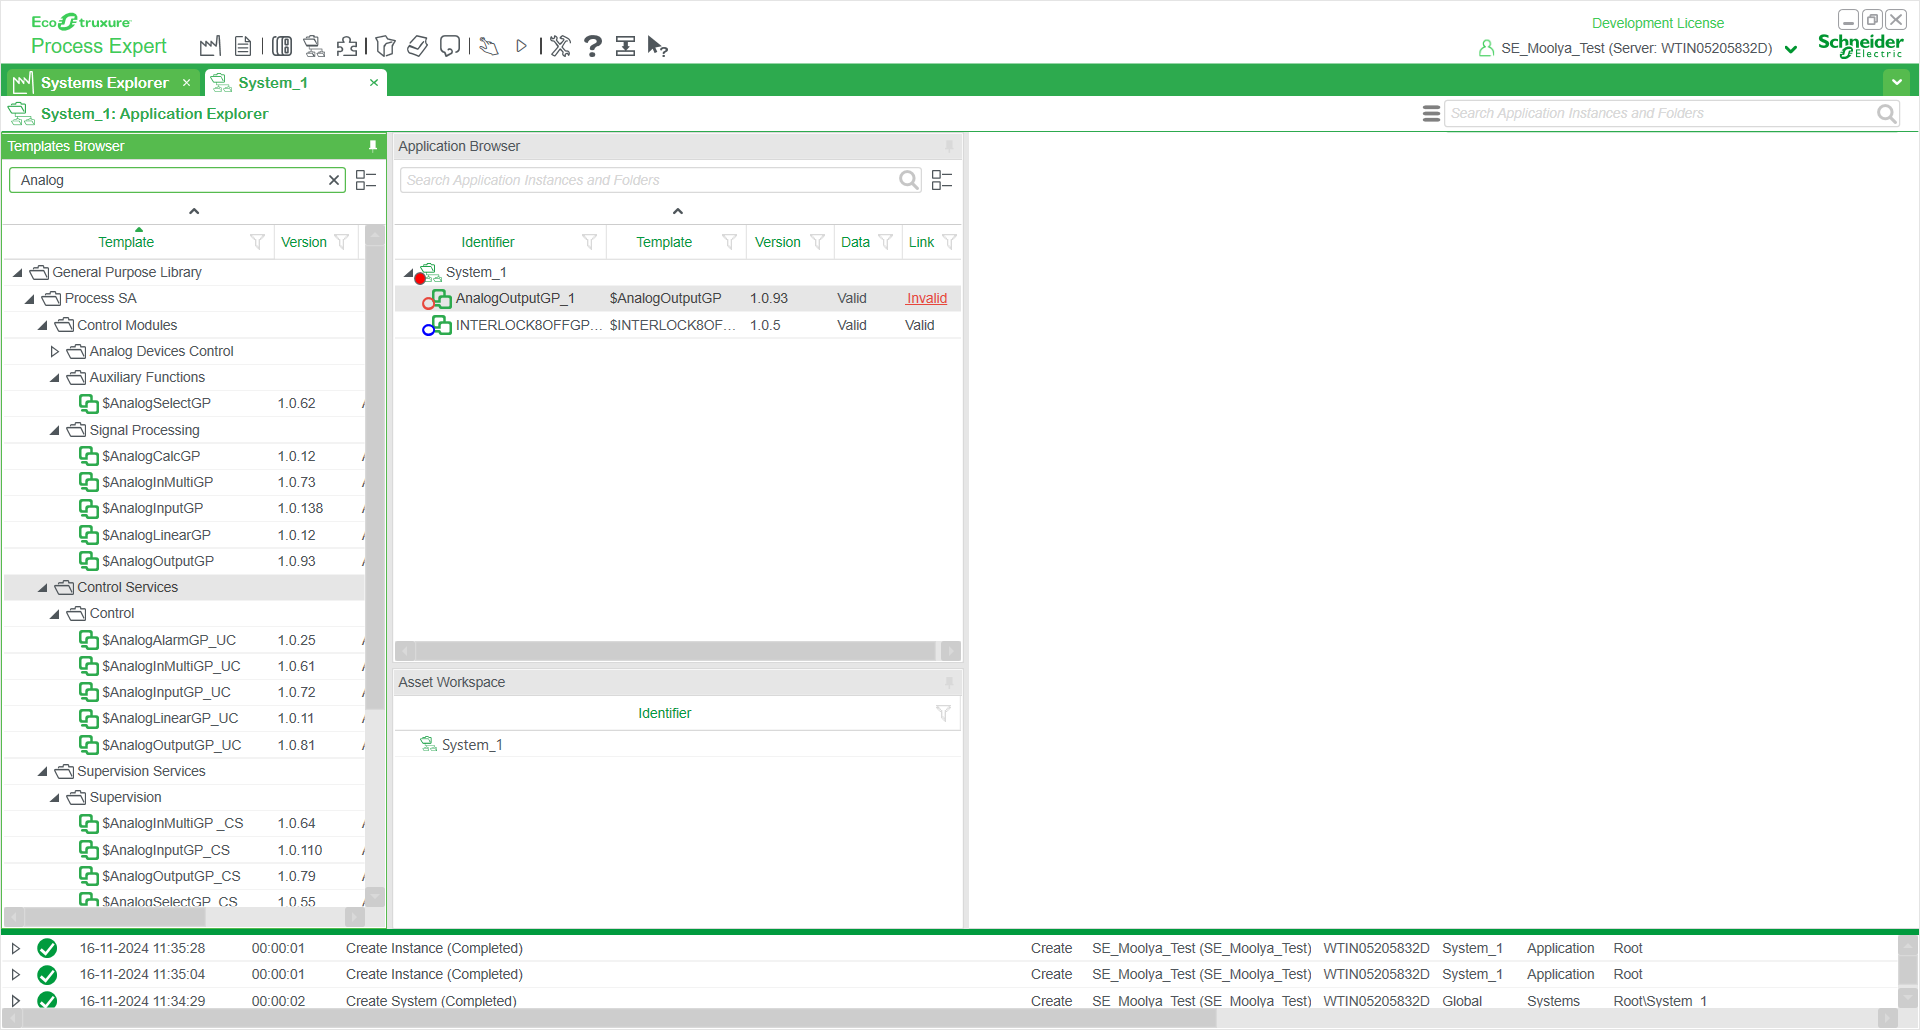 EcoStruxure
Process Expert
Development License
SE_Moolya_Test (Server: WTIN05205832D)
Schneider
Electric
Systems Explorer
System_1
System_1: Application Explorer
Search Application Instances and Folders
Templates Browser
Application Browser
Analog
Search Application Instances and Folders
Template Version
Identifier Template Version Data Link
General Purpose Library
Process SA
Control Modules
Analog Devices Control
Auxiliary Functions
$AnalogSelectGP 1.0.62
Signal Processing
$AnalogCalcGP 1.0.12
$AnalogInMultiGP 1.0.73
$AnalogInputGP 1.0.138
$AnalogLinearGP 1.0.12
$AnalogOutputGP 1.0.93
Control Services
Control
$AnalogAlarmGP_UC 1.0.25
$AnalogInMultiGP_UC 1.0.61
$AnalogInputGP_UC 1.0.72
$AnalogLinearGP_UC 1.0.11
$AnalogOutputGP_UC 1.0.81
Supervision Services
Supervision
$AnalogInMultiGP _CS 1.0.64
$AnalogInputGP_CS 1.0.110
$AnalogOutputGP_CS 1.0.79
$AnalogSelectGP_CS 1.0.55
System_1
AnalogOutputGP_1 $AnalogOutputGP 1.0.93 Valid Invalid
INTERLOCK8OFFGP... $INTERLOCK8OF... 1.0.5 Valid Valid
Asset Workspace
Identifier
System_1
16-11-2024 11:35:28 00:00:01 Create Instance (Completed) Create SE_Moolya_Test (SE_Moolya_Test) WTIN05205832D System_1 Application Root
16-11-2024 11:35:04 00:00:01 Create Instance (Completed) Create SE_Moolya_Test (SE_Moolya_Test) WTIN05205832D System_1 Application Root
16-11-2024 11:34:29 00:00:02 Create System (Completed) Create SE_Moolya_Test (SE_Moolya_Test) WTIN05205832D Global Systems Root\System_1